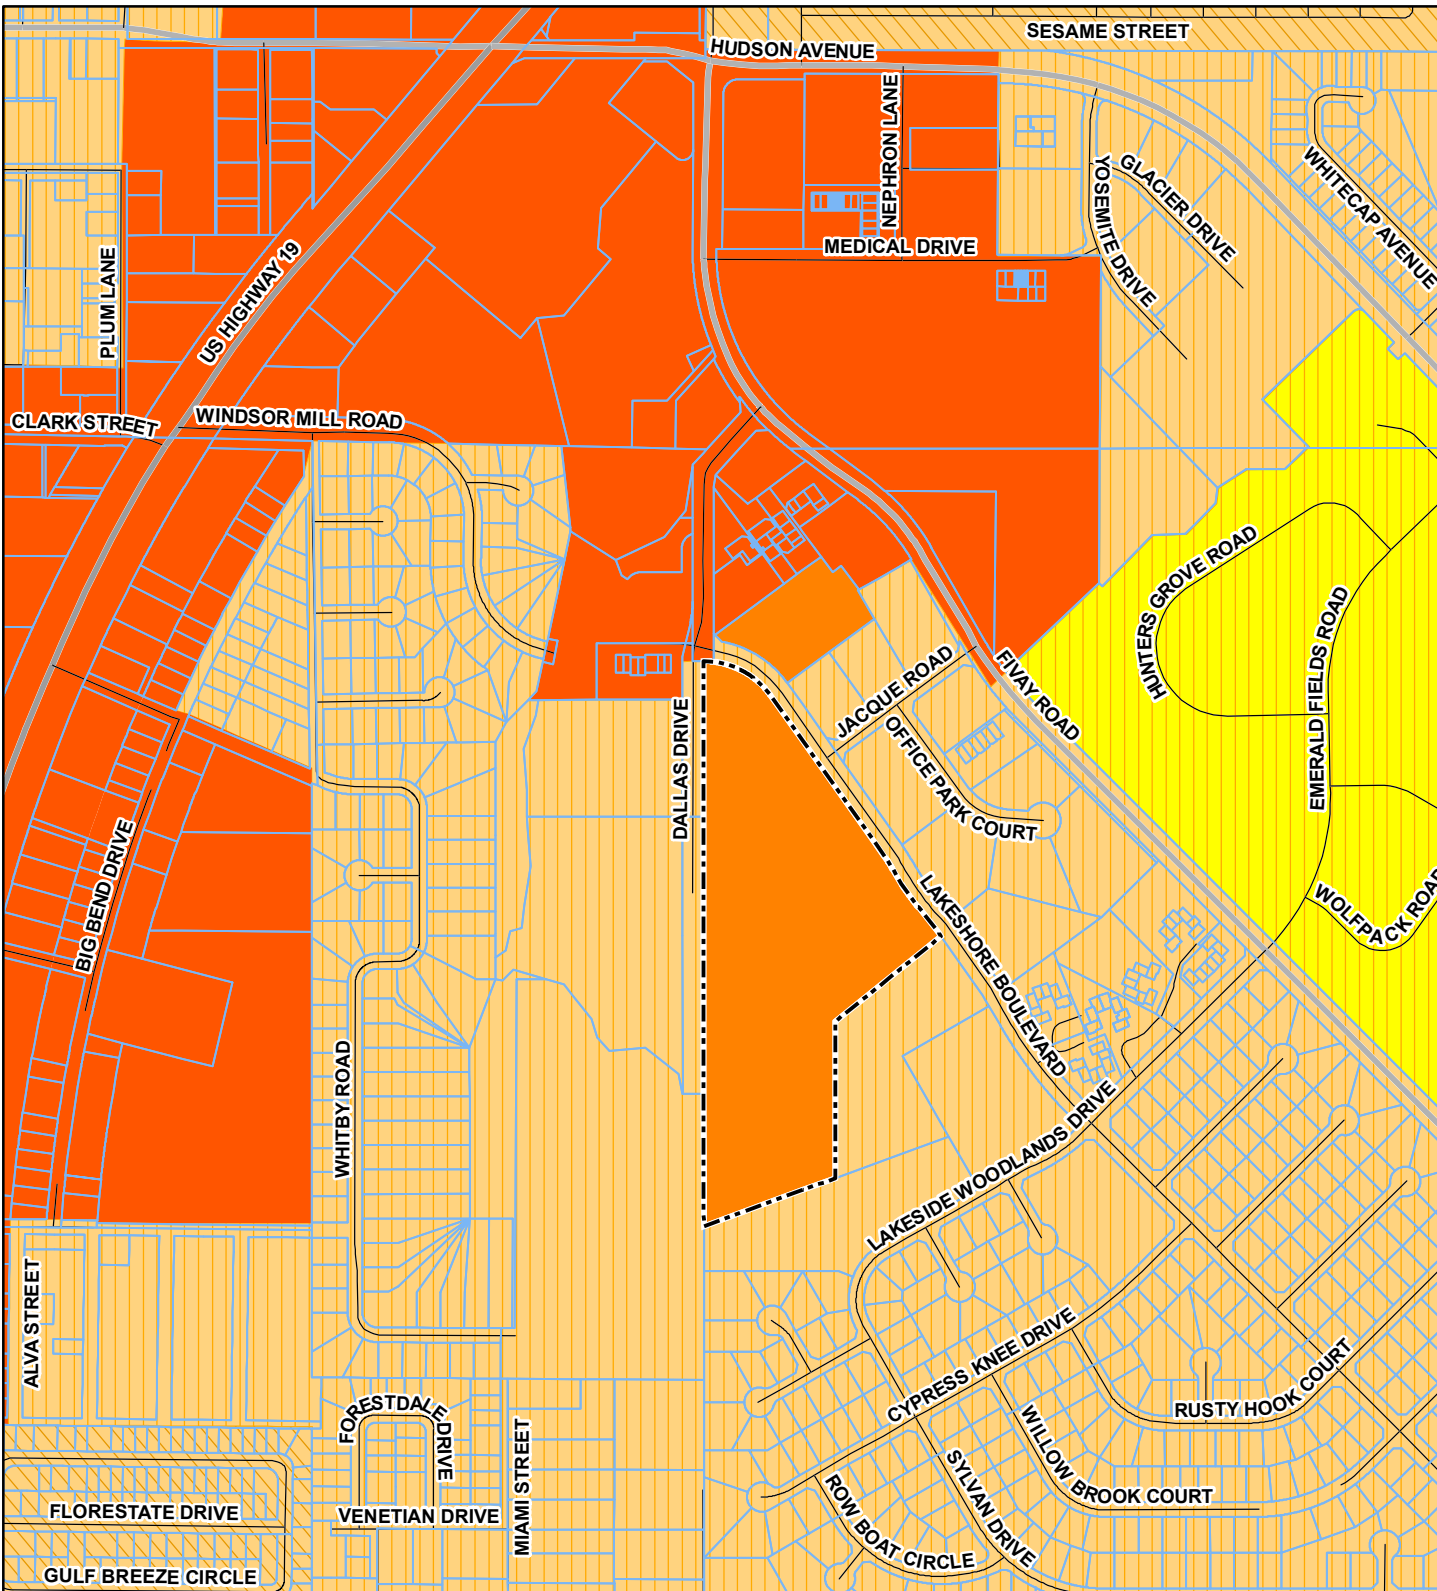 SESAME STREET
HUDSON AVENUE
NEPHRON LANE
WHITECAP AVENUE
GLACIER DRIVE
YOSEMITE DRIVE
MEDICAL DRIVE
PLUM LANE
US HIGHWAY 19
CLARK STREET
WINDSOR MILL ROAD
HUNTERS GROVE ROAD
EMERALD FIELDS ROAD
FIVAY ROAD
JACQUE ROAD
OFFICE PARK COURT
DALLAS DRIVE
BIG BEND DRIVE
LAKESHORE BOULEVARD
WOLFPACK ROAD
WHITBY ROAD
LAKESIDE WOODLANDS DRIVE
ALVA STREET
CYPRESS KNEE DRIVE
RUSTY HOOK COURT
FORESTDALE DRIVE
MIAMI STREET
WILLOW BROOK COURT
SYLVAN DRIVE
ROW BOAT CIRCLE
FLORESTATE DRIVE
VENETIAN DRIVE
GULF BREEZE CIRCLE